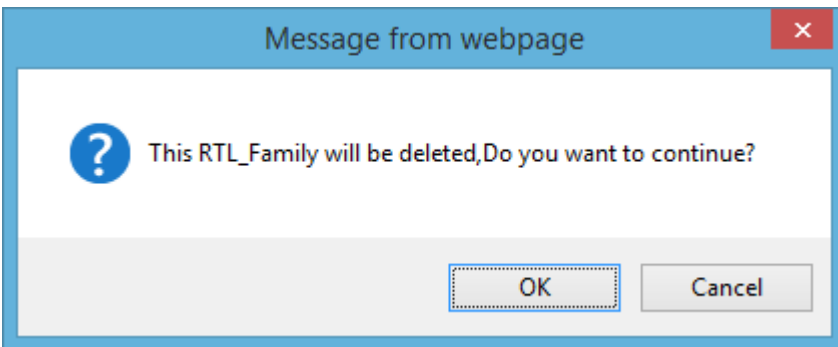 Message from webpage
This RTL_Family will be deleted,Do you want to continue?
OK
Cancel